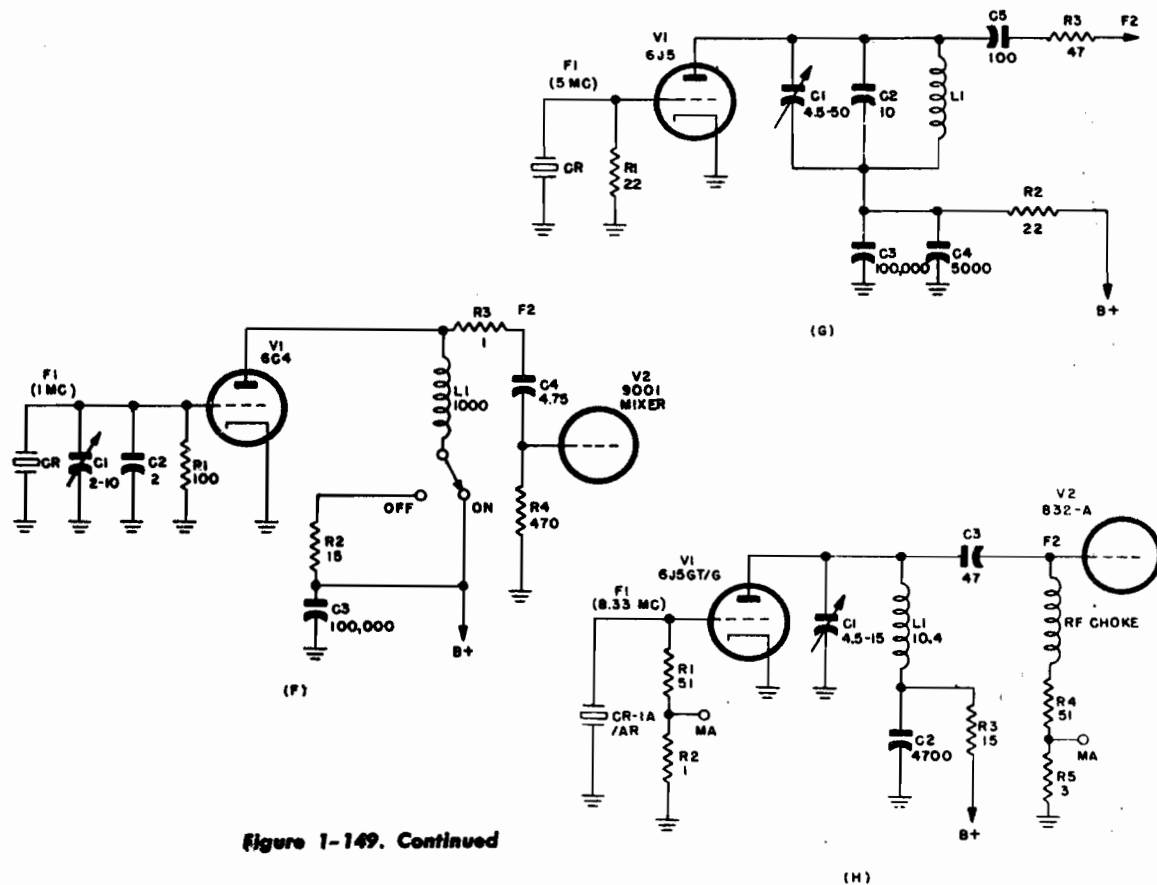 V1
6J5
F1
(5 MC)
CR
R1
22
C1
4.5-50
C2
10
L1
C5
100
R3
47
F2
R2
22
C3
100,000
C4
5000
B+
(G)
V1
6C4
F1
(1 MC)
CR
C1
2-10
C2
2
R1
100
R3
1
F2
L1
1000
C4
4.75
V2
9001
MIXER
OFF
ON
R2
15
R4
470
C3
100,000
B+
(F)
V1
6J5GT/G
F1
(8.33 MC)
CR-1A
/AR
R1
51
MA
R2
1
C1
4.5-15
L1
10.4
C3
47
F2
V2
832-A
RF CHOKE
C2
4700
R3
15
R4
51
MA
R5
3
B+
(H)
Figure 1-149. Continued